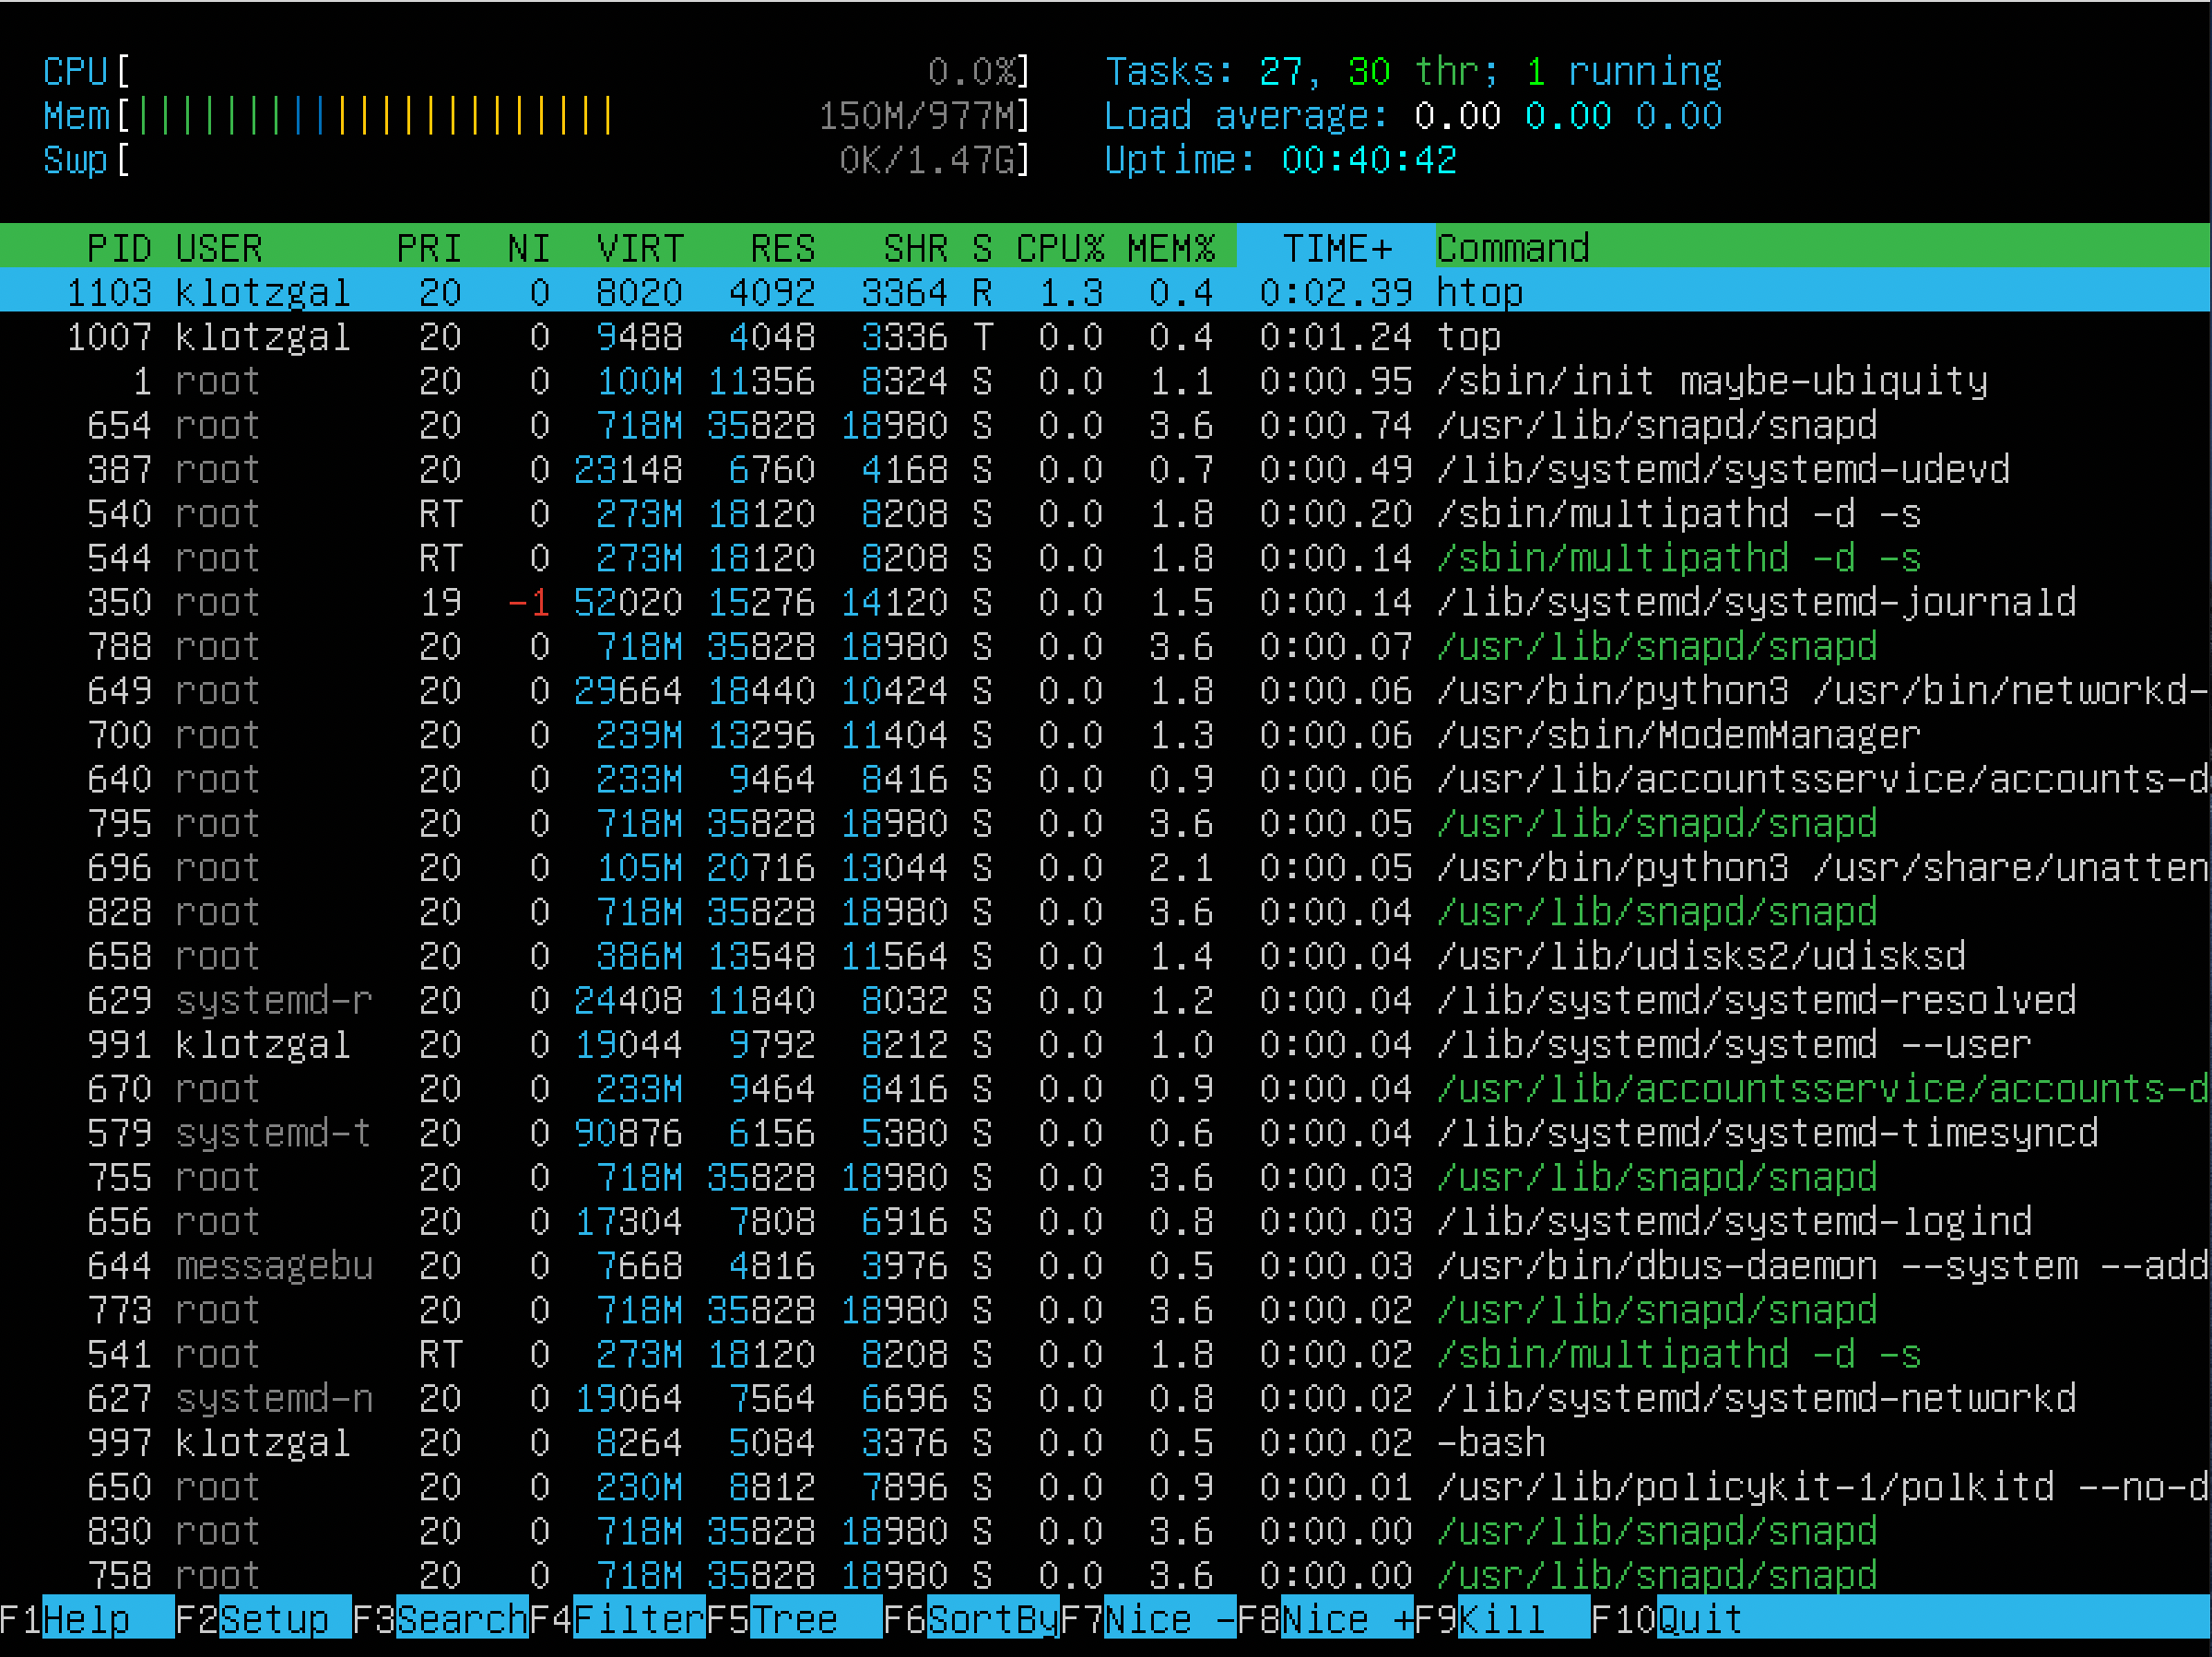 CPU[ 0.0%] Tasks: 27, 30 thr; 1 running
Mem[||||||||||||||||||||||150M/977M] Load average: 0.00 0.00 0.00
Swp[ 0K/1.47G] Uptime: 00:40:42
PID USER PRI NI VIRT RES SHR S CPU% MEM% TIME+ Command
1103 klotzgal 20 0 8020 4092 3364 R 1.3 0.4 0:02.39 htop
1007 klotzgal 20 0 9488 4048 3336 T 0.0 0.4 0:01.24 top
1 root 20 0 100M 11356 8324 S 0.0 1.1 0:00.95 /sbin/init maybe-ubiquity
654 root 20 0 718M 35828 18980 S 0.0 3.6 0:00.74 /usr/lib/snapd/snapd
387 root 20 0 23148 6760 4168 S 0.0 0.7 0:00.49 /lib/systemd/systemd-udevd
540 root RT 0 273M 18120 8208 S 0.0 1.8 0:00.20 /sbin/multipathd -d -s
544 root RT 0 273M 18120 8208 S 0.0 1.8 0:00.14 /sbin/multipathd -d -s
350 root 19 -1 52020 15276 14120 S 0.0 1.5 0:00.14 /lib/systemd/systemd-journald
788 root 20 0 718M 35828 18980 S 0.0 3.6 0:00.07 /usr/lib/snapd/snapd
649 root 20 0 29664 18440 10424 S 0.0 1.8 0:00.06 /usr/bin/python3 /usr/bin/networkd-
700 root 20 0 239M 13296 11404 S 0.0 1.3 0:00.06 /usr/sbin/ModemManager
640 root 20 0 233M 9464 8416 S 0.0 0.9 0:00.06 /usr/lib/accountsservice/accounts-d
795 root 20 0 718M 35828 18980 S 0.0 3.6 0:00.05 /usr/lib/snapd/snapd
696 root 20 0 105M 20716 13044 S 0.0 2.1 0:00.05 /usr/bin/python3 /usr/share/unatten
828 root 20 0 718M 35828 18980 S 0.0 3.6 0:00.04 /usr/lib/snapd/snapd
658 root 20 0 386M 13548 11564 S 0.0 1.4 0:00.04 /usr/lib/udisks2/udisksd
629 systemd-r 20 0 24408 11840 8032 S 0.0 1.2 0:00.04 /lib/systemd/systemd-resolved
991 klotzgal 20 0 19044 9792 8212 S 0.0 1.0 0:00.04 /lib/systemd/systemd --user
670 root 20 0 233M 9464 8416 S 0.0 0.9 0:00.04 /usr/lib/accountsservice/accounts-d
579 systemd-t 20 0 90876 6156 5380 S 0.0 0.6 0:00.04 /lib/systemd/systemd-timesyncd
755 root 20 0 718M 35828 18980 S 0.0 3.6 0:00.03 /usr/lib/snapd/snapd
656 root 20 0 17304 7808 6916 S 0.0 0.8 0:00.03 /lib/systemd/systemd-logind
644 messagebu 20 0 7668 4816 3976 S 0.0 0.5 0:00.03 /usr/bin/dbus-daemon --system --add
773 root 20 0 718M 35828 18980 S 0.0 3.6 0:00.02 /usr/lib/snapd/snapd
541 root RT 0 273M 18120 8208 S 0.0 1.8 0:00.02 /sbin/multipathd -d -s
627 systemd-n 20 0 19064 7564 6696 S 0.0 0.8 0:00.02 /lib/systemd/systemd-networkd
997 klotzgal 20 0 8264 5084 3376 S 0.0 0.5 0:00.02 -bash
650 root 20 0 230M 8812 7896 S 0.0 0.9 0:00.01 /usr/lib/policykit-1/polkitd --no-d
830 root 20 0 718M 35828 18980 S 0.0 3.6 0:00.00 /usr/lib/snapd/snapd
758 root 20 0 718M 35828 18980 S 0.0 3.6 0:00.00 /usr/lib/snapd/snapd
F1Help F2Setup F3SearchF4FilterF5Tree F6SortByF7Nice -F8Nice +F9Kill F10Quit